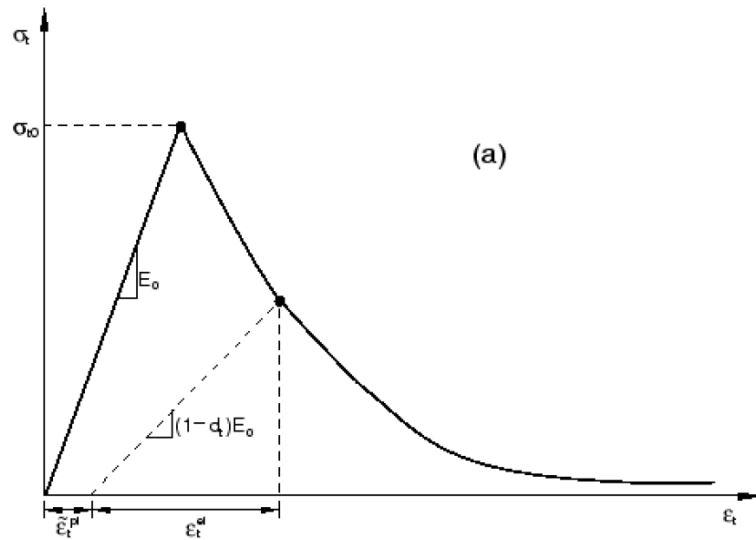 σₜ
σₜ₀
(a)
E₀
(1-dₜ)E₀
ε̃ₜᵖˡ
εₜᵉˡ
εₜ